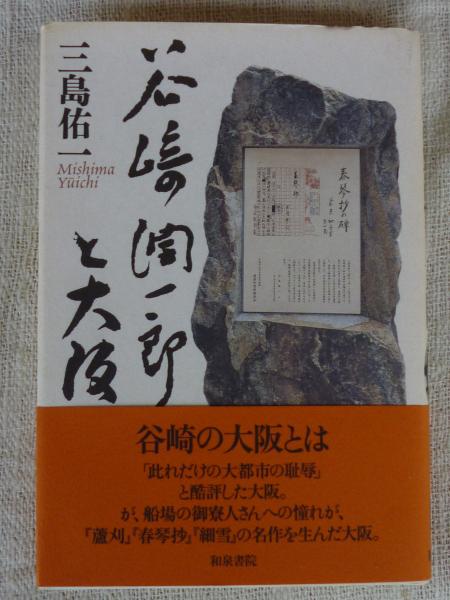 三島佑一
Mishima
Yūichi
谷崎潤一郎
と大阪
春琴抄の碑
谷崎の大阪とは
「此れだけの大都市の恥辱」
と酷評した大阪。
が、船場の御寮人さんへの憧れが、
『蘆刈』『春琴抄』『細雪』の名作を生んだ大阪。
和泉書院